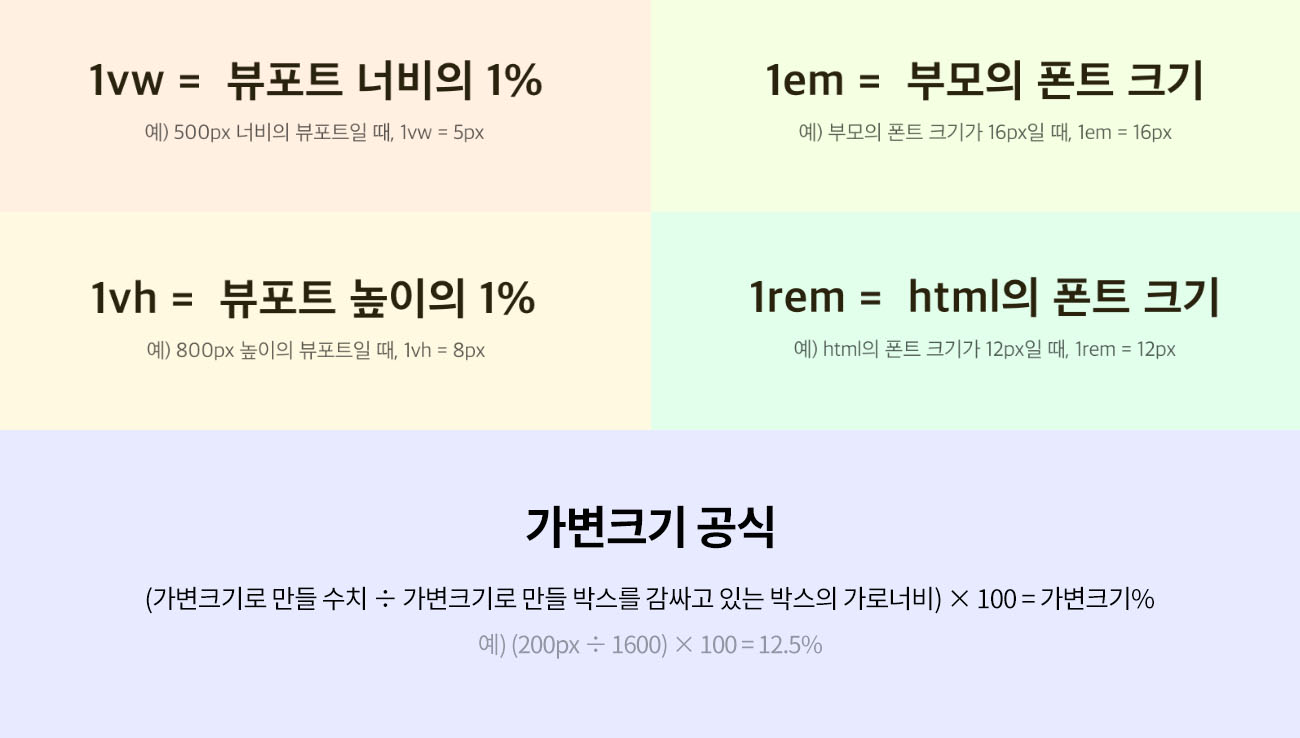 1vw = 뷰포트 너비의 1%
예) 500px 너비의 뷰포트일 때, 1vw = 5px
1em = 부모의 폰트 크기
예) 부모의 폰트 크기가 16px일 때, 1em = 16px
1vh = 뷰포트 높이의 1%
예) 800px 높이의 뷰포트일 때, 1vh = 8px
1rem = html의 폰트 크기
예) html의 폰트 크기가 12px일 때, 1rem = 12px
가변크기 공식
(가변크기로 만들 수치 ÷ 가변크기로 만들 박스를 감싸고 있는 박스의 가로너비) × 100 = 가변크기%
예) (200px ÷ 1600) × 100 = 12.5%